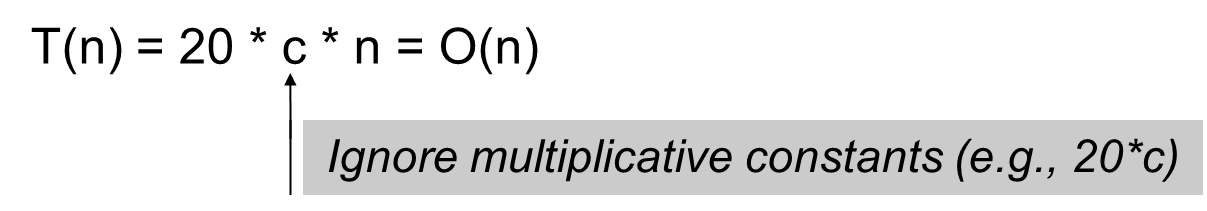 T(n) = 20 * c * n = O(n)
Ignore multiplicative constants (e.g., 20*c)